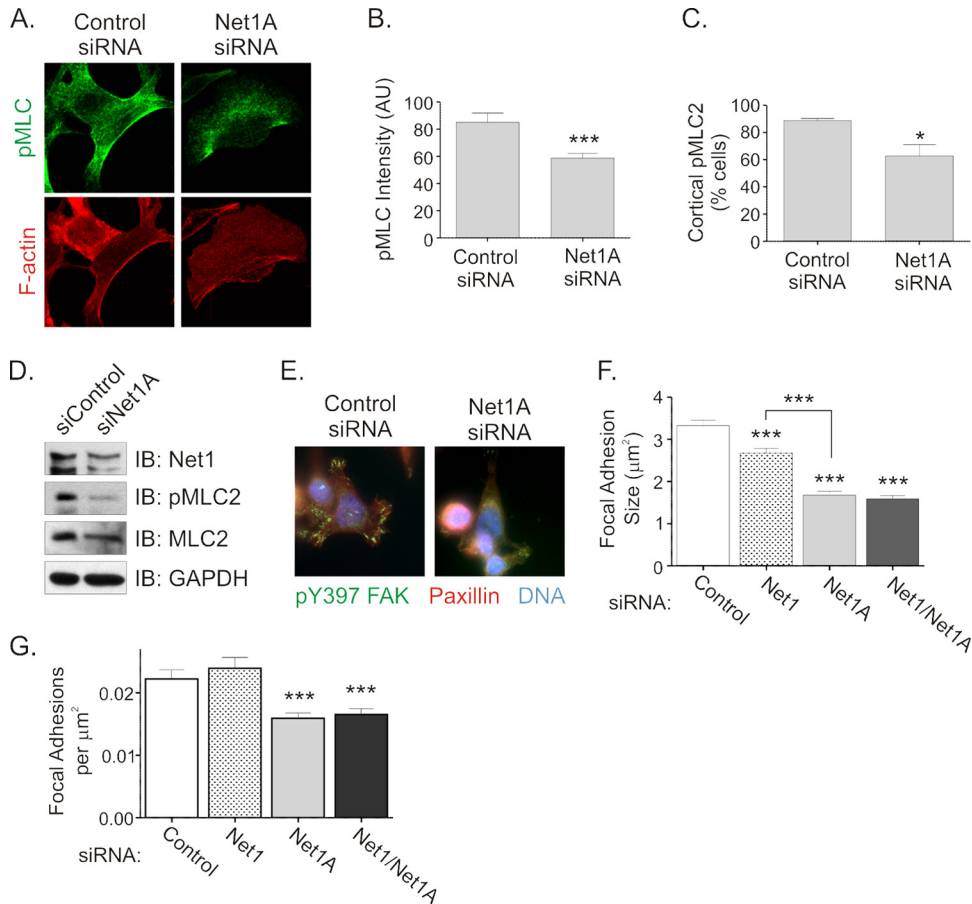 A.
Control
siRNA
Net1A
siRNA
pMLC
F-actin
B.
pMLC Intensity (AU)
100
80
60
40
20
0
***
Control
siRNA
Net1A
siRNA
C.
Cortical pMLC2
(% cells)
100
80
60
40
20
0
*
Control
siRNA
Net1A
siRNA
D.
siControl
siNet1A
IB: Net1
IB: pMLC2
IB: MLC2
IB: GAPDH
E.
Control
siRNA
Net1A
siRNA
pY397 FAK Paxillin DNA
F.
Focal Adhesion
Size (μm²)
4
3
2
1
0
***
***
***
***
siRNA:
Control
Net1
Net1A
Net1/Net1A
G.
Focal Adhesions
per μm²
0.02
0.01
0.00
***
***
siRNA:
Control
Net1
Net1A
Net1/Net1A